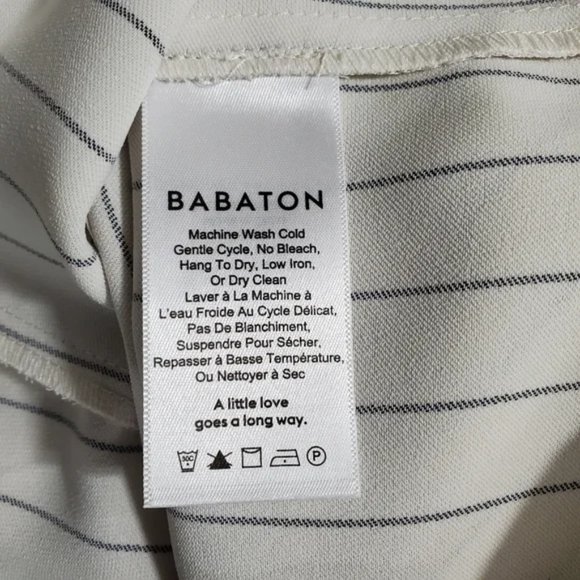 BABATON
Machine Wash Cold
Gentle Cycle, No Bleach,
Hang To Dry, Low Iron,
Or Dry Clean
Laver à La Machine à
L'eau Froide Au Cycle Délicat,
Pas De Blanchiment,
Suspendre Pour Sécher,
Repasser à Basse Température,
Ou Nettoyer à Sec
A little love
goes a long way.
30C P